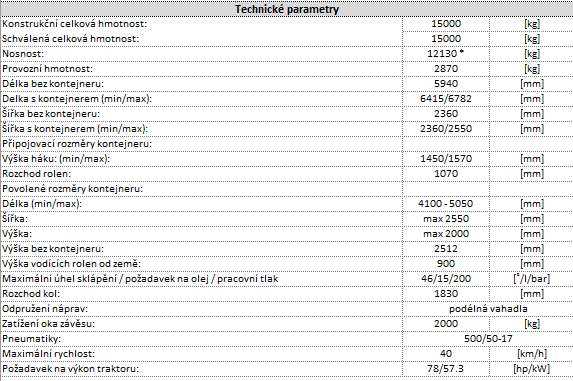 Technické parametry
Konstrukční celková hmotnost: 15000 [kg]
Schválená celková hmotnost: 15000 [kg]
Nosnost: 12130 * [kg]
Provozní hmotnost: 2870 [kg]
Délka bez kontejneru: 5940 [mm]
Delka s kontejnerem (min/max): 6415/6782 [mm]
Šířka bez kontejneru: 2360 [mm]
Šířka s kontejnerem (min/max): 2360/2550 [mm]
Připojovací rozměry kontejneru:
Výška háku: (min/max): 1450/1570 [mm]
Rozchod rolen: 1070 [mm]
Povolené rozměry kontejneru:
Délka (min/max): 4100 - 5050 [mm]
Šířka: max 2550 [mm]
Výška: max 2000 [mm]
Výška bez kontejneru: 2512 [mm]
Výška vodících rolen od země: 900 [mm]
Maximální úhel sklápění / požadavek na olej / pracovní tlak 46/15/200 [°/l/bar]
Rozchod kol: 1830 [mm]
Odpružení náprav: podélná vahadla
Zatížení oka závěsu: 2000 [kg]
Pneumatiky: 500/50-17
Maximální rychlost: 40 [km/h]
Požadavek na výkon traktoru: 78/57.3 [hp/kW]